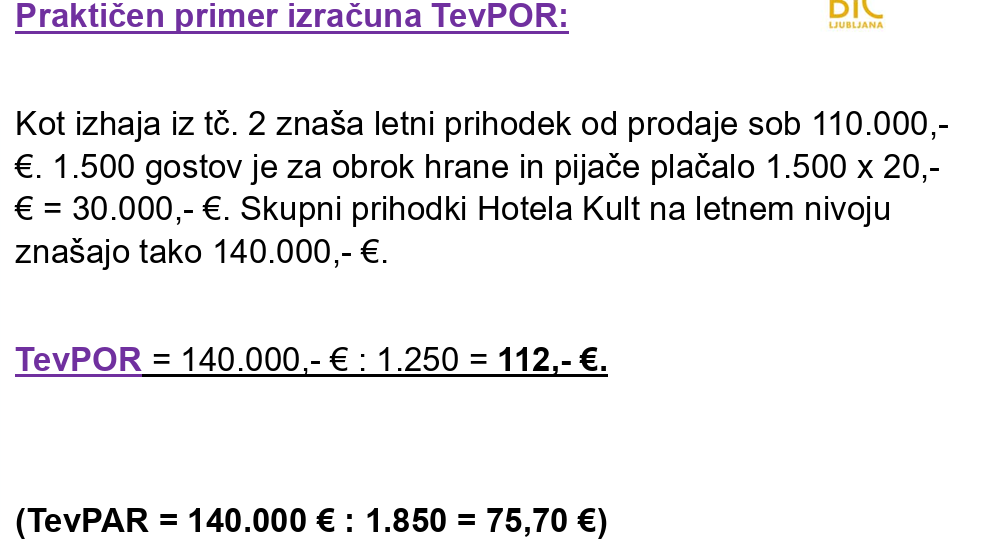 Praktičen primer izračuna TevPOR:
BIC
LJUBLJANA
Kot izhaja iz tč. 2 znaša letni prihodek od prodaje sob 110.000,-
€. 1.500 gostov je za obrok hrane in pijače plačalo 1.500 x 20,-
€ = 30.000,- €. Skupni prihodki Hotela Kult na letnem nivoju
znašajo tako 140.000,- €.
TevPOR = 140.000,- € : 1.250 = 112,- €.
(TevPAR = 140.000 € : 1.850 = 75,70 €)